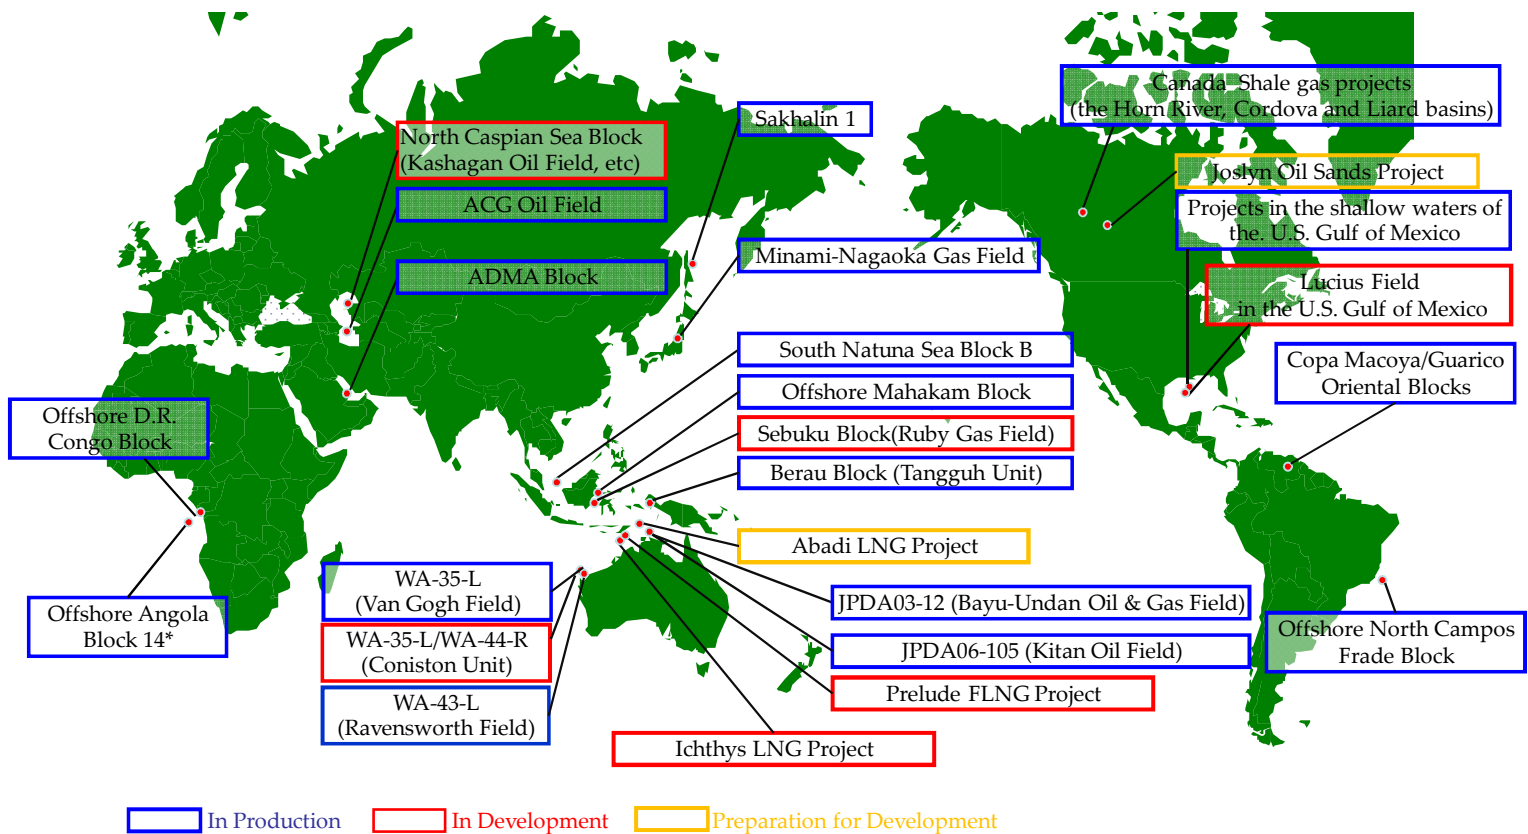 Canada Shale gas projects
(the Horn River, Cordova and Liard basins)
Sakhalin 1
North Caspian Sea Block
(Kashagan Oil Field, etc)
Joslyn Oil Sands Project
ACG Oil Field
Projects in the shallow waters of
the. U.S. Gulf of Mexico
Minami-Nagaoka Gas Field
ADMA Block
Lucius Field
in the U.S. Gulf of Mexico
South Natuna Sea Block B
Copa Macoya/Guarico
Oriental Blocks
Offshore Mahakam Block
Offshore D.R.
Congo Block
Sebuku Block(Ruby Gas Field)
Berau Block (Tangguh Unit)
Abadi LNG Project
WA-35-L
(Van Gogh Field)
JPDA03-12 (Bayu-Undan Oil & Gas Field)
Offshore Angola
Block 14*
WA-35-L/WA-44-R
(Coniston Unit)
JPDA06-105 (Kitan Oil Field)
Offshore North Campos
Frade Block
Prelude FLNG Project
WA-43-L
(Ravensworth Field)
Ichthys LNG Project
In Production
In Development
Preparation for Development